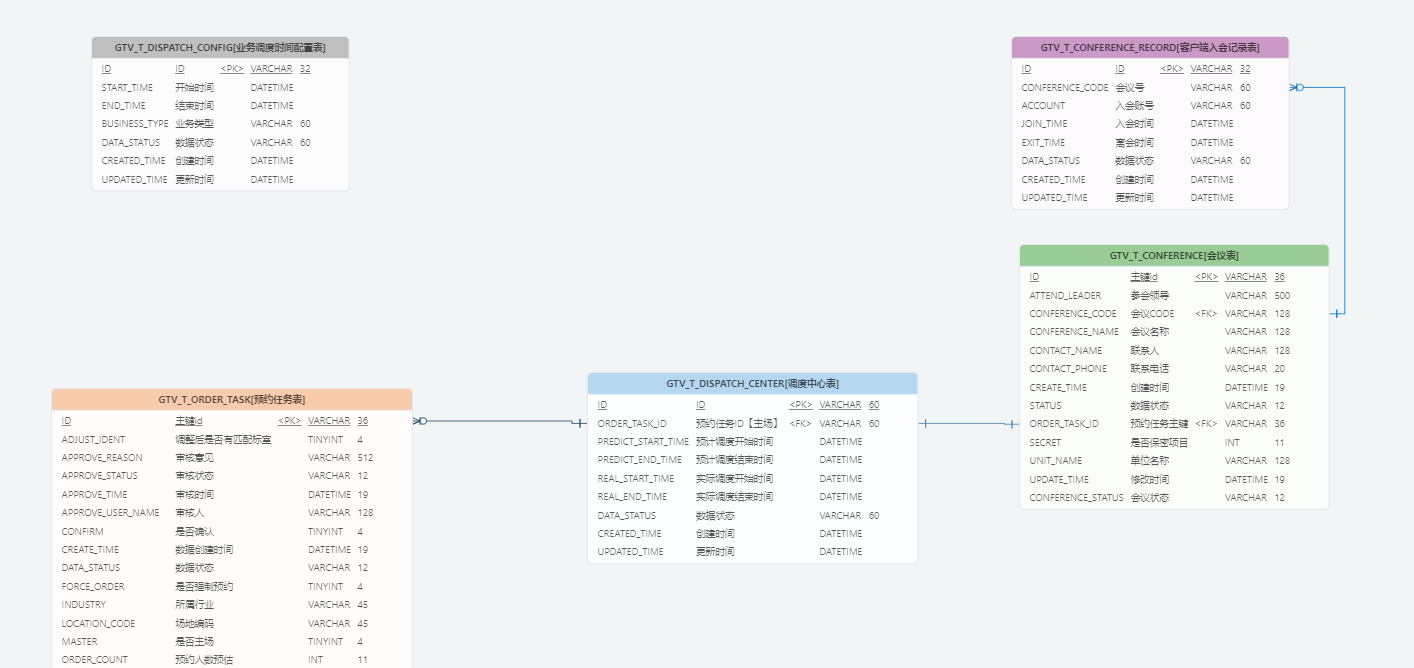 GTV_T_DISPATCH_CONFIG[业务调度时间配置表]
ID ID <PK> VARCHAR 32
START_TIME 开始时间 DATETIME
END_TIME 结束时间 DATETIME
BUSINESS_TYPE 业务类型 VARCHAR 60
DATA_STATUS 数据状态 VARCHAR 60
CREATED_TIME 创建时间 DATETIME
UPDATED_TIME 更新时间 DATETIME
GTV_T_CONFERENCE_RECORD[客户端入会记录表]
ID ID <PK> VARCHAR 32
CONFERENCE_CODE 会议号 VARCHAR 60
ACCOUNT 入会账号 VARCHAR 60
JOIN_TIME 入会时间 DATETIME
EXIT_TIME 离会时间 DATETIME
DATA_STATUS 数据状态 VARCHAR 60
CREATED_TIME 创建时间 DATETIME
UPDATED_TIME 更新时间 DATETIME
GTV_T_CONFERENCE[会议表]
ID 主键id <PK> VARCHAR 36
ATTEND_LEADER 参会领导 VARCHAR 500
CONFERENCE_CODE 会议CODE <FK> VARCHAR 128
CONFERENCE_NAME 会议名称 VARCHAR 128
CONTACT_NAME 联系人 VARCHAR 128
CONTACT_PHONE 联系电话 VARCHAR 20
CREATE_TIME 创建时间 DATETIME 19
STATUS 数据状态 VARCHAR 12
ORDER_TASK_ID 预约任务主键 <FK> VARCHAR 36
SECRET 是否保密项目 INT 11
UNIT_NAME 单位名称 VARCHAR 128
UPDATE_TIME 修改时间 DATETIME 19
CONFERENCE_STATUS 会议状态 VARCHAR 12
GTV_T_DISPATCH_CENTER[调度中心表]
ID ID <PK> VARCHAR 60
ORDER_TASK_ID 预约任务ID【主场】 <FK> VARCHAR 60
PREDICT_START_TIME 预计调度开始时间 DATETIME
PREDICT_END_TIME 预计调度结束时间 DATETIME
REAL_START_TIME 实际调度开始时间 DATETIME
REAL_END_TIME 实际调度结束时间 DATETIME
DATA_STATUS 数据状态 VARCHAR 60
CREATED_TIME 创建时间 DATETIME
UPDATED_TIME 更新时间 DATETIME
GTV_T_ORDER_TASK[预约任务表]
ID 主键id <PK> VARCHAR 36
ADJUST_IDENT 调整后是否有匹配标室 TINYINT 4
APPROVE_REASON 审核意见 VARCHAR 512
APPROVE_STATUS 审核状态 VARCHAR 12
APPROVE_TIME 审核时间 DATETIME 19
APPROVE_USER_NAME 审核人 VARCHAR 128
CONFIRM 是否确认 TINYINT 4
CREATE_TIME 数据创建时间 DATETIME 19
DATA_STATUS 数据状态 VARCHAR 12
FORCE_ORDER 是否强制预约 TINYINT 4
INDUSTRY 所属行业 VARCHAR 45
LOCATION_CODE 场地编码 VARCHAR 45
MASTER 是否主场 TINYINT 4
ORDER_COUNT 预约人数预估 INT 11